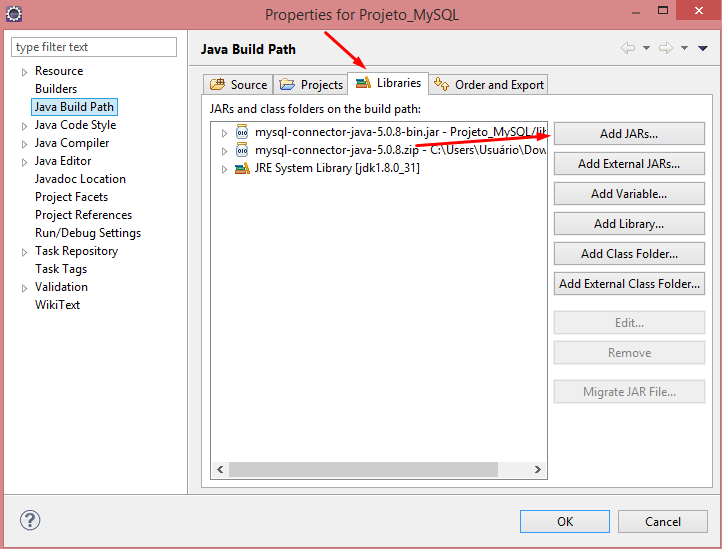 Properties for Projeto_MySQL
type filter text
Resource
Builders
Java Build Path
Java Code Style
Java Compiler
Java Editor
Javadoc Location
Project Facets
Project References
Run/Debug Settings
Task Repository
Task Tags
Validation
WikiText
Java Build Path
Source
Projects
Libraries
Order and Export
JARs and class folders on the build path:
mysql-connector-java-5.0.8-bin.jar - Projeto_MySQL/lib
mysql-connector-java-5.0.8.zip - C:\Users\Usuário\Dow
JRE System Library [jdk1.8.0_31]
Add JARs...
Add External JARs...
Add Variable...
Add Library...
Add Class Folder...
Add External Class Folder...
Edit...
Remove
Migrate JAR File...
OK
Cancel